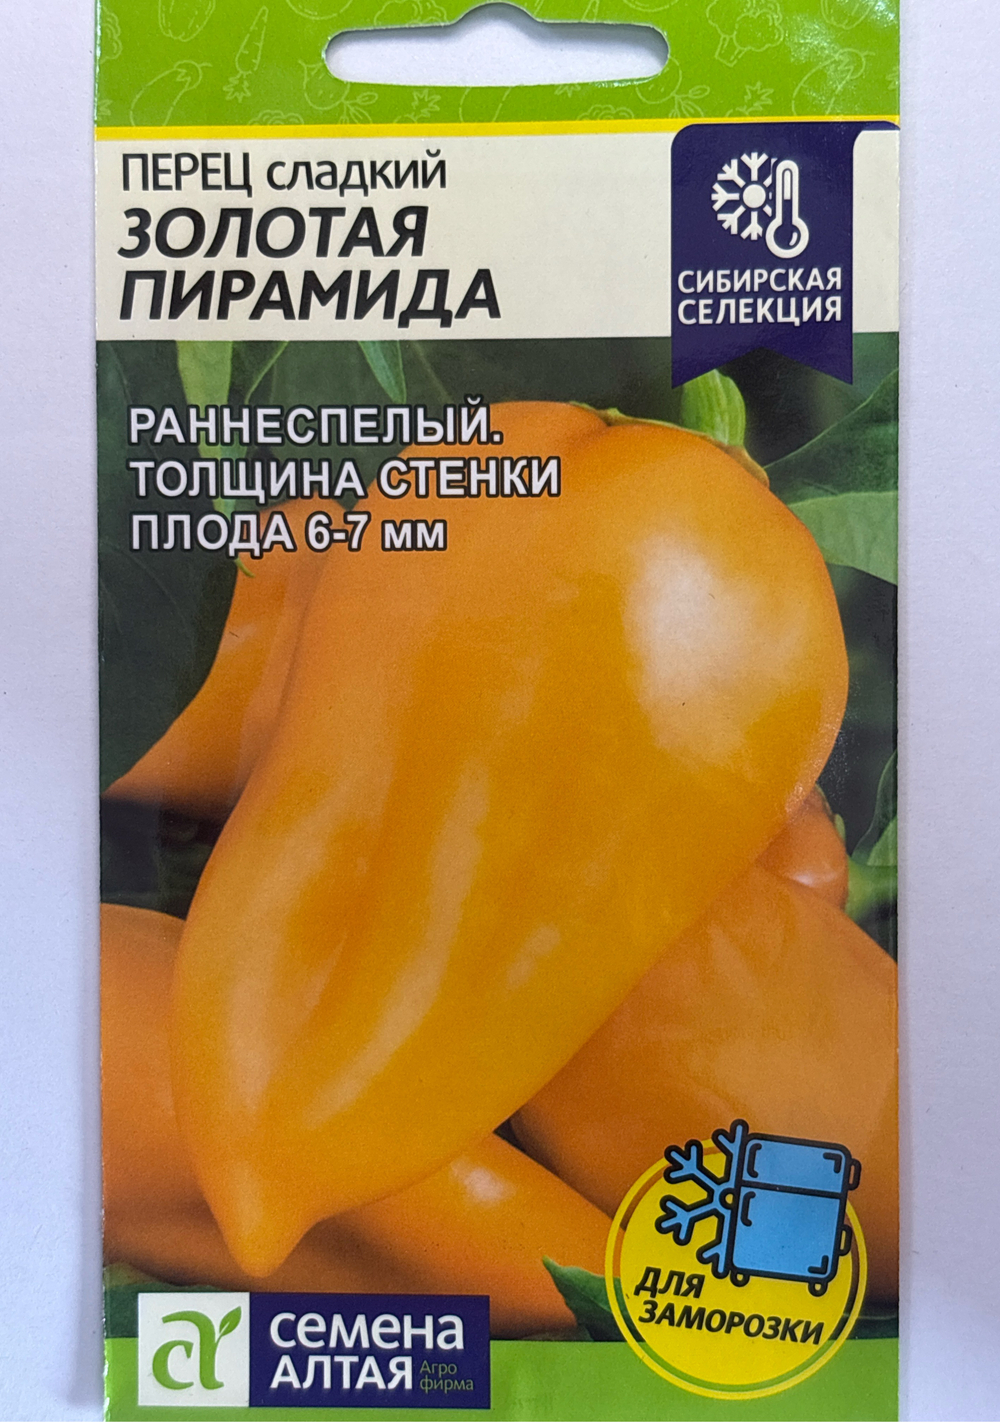 ПЕРЕЦ сладкий
ЗОЛОТАЯ
ПИРАМИДА
СИБИРСКАЯ
СЕЛЕКЦИЯ
РАННЕСПЕЛЫЙ.
ТОЛЩИНА СТЕНКИ
ПЛОДА 6-7 мм
ДЛЯ
ЗАМОРОЗКИ
семена
АЛТАЯ
Агро
фирма